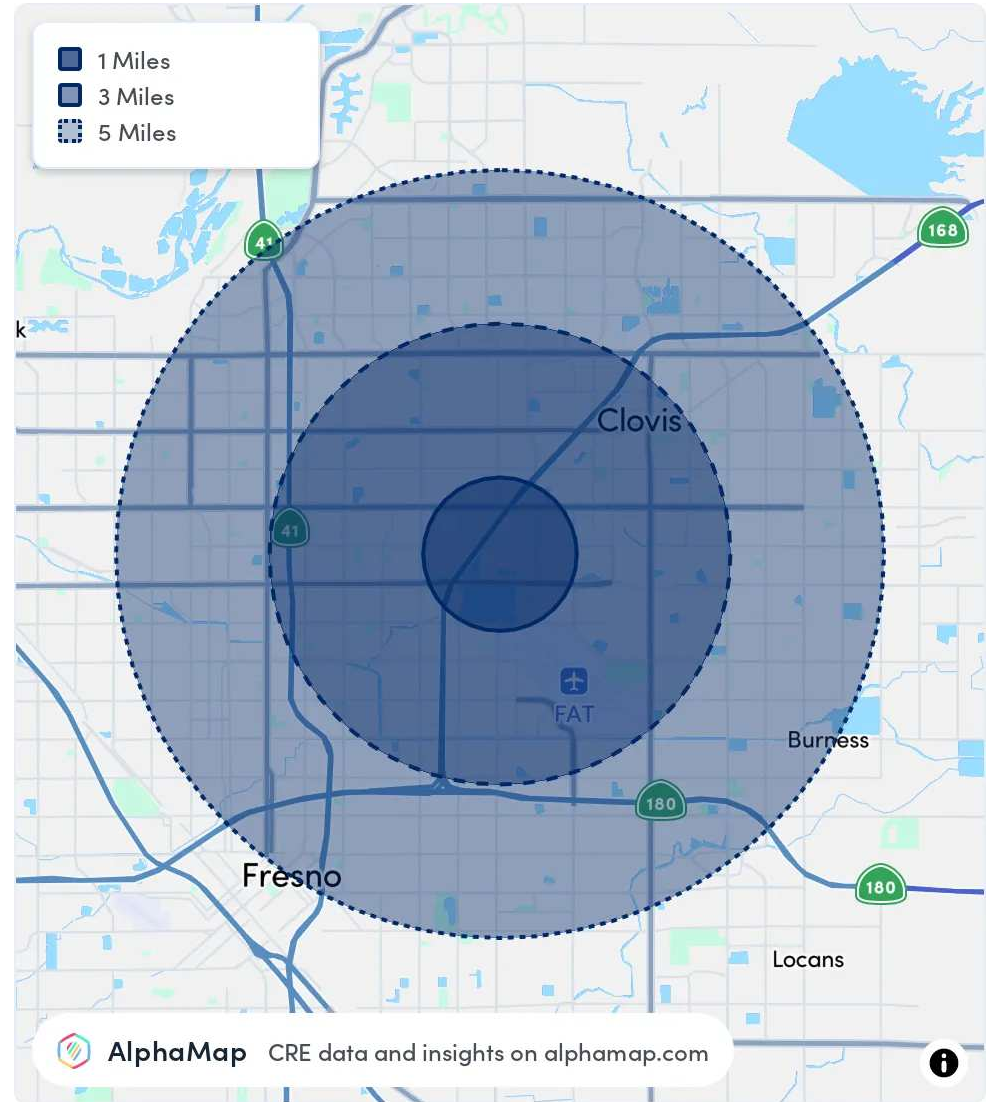 1 Miles
3 Miles
5 Miles
41
168
k
Clovis
41
FAT
Burness
180
Fresno
180
Locans
AlphaMap CRE data and insights on alphamap.com